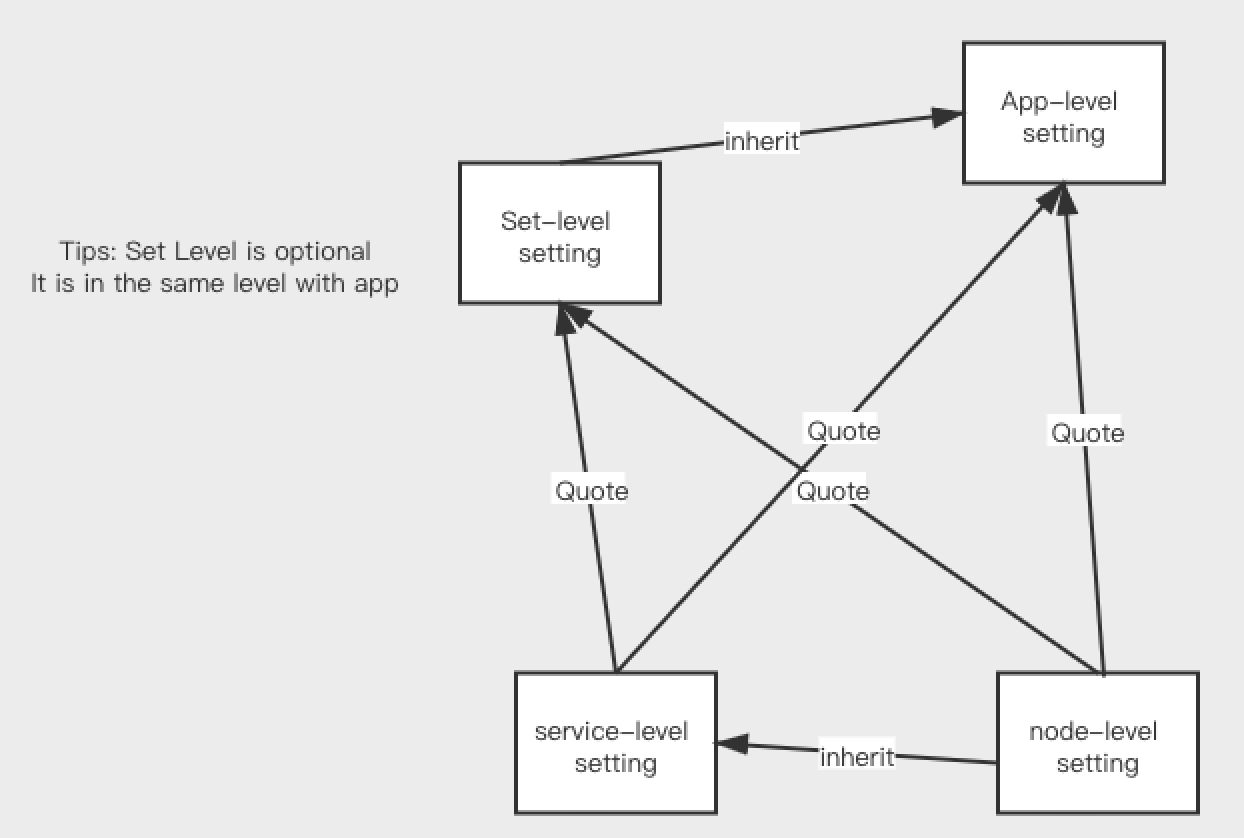 App-level
setting
inherit
Set-level
setting
Tips: Set Level is optional
It is in the same level with app
Quote
Quote
Quote
Quote
service-level
setting
inherit
node-level
setting